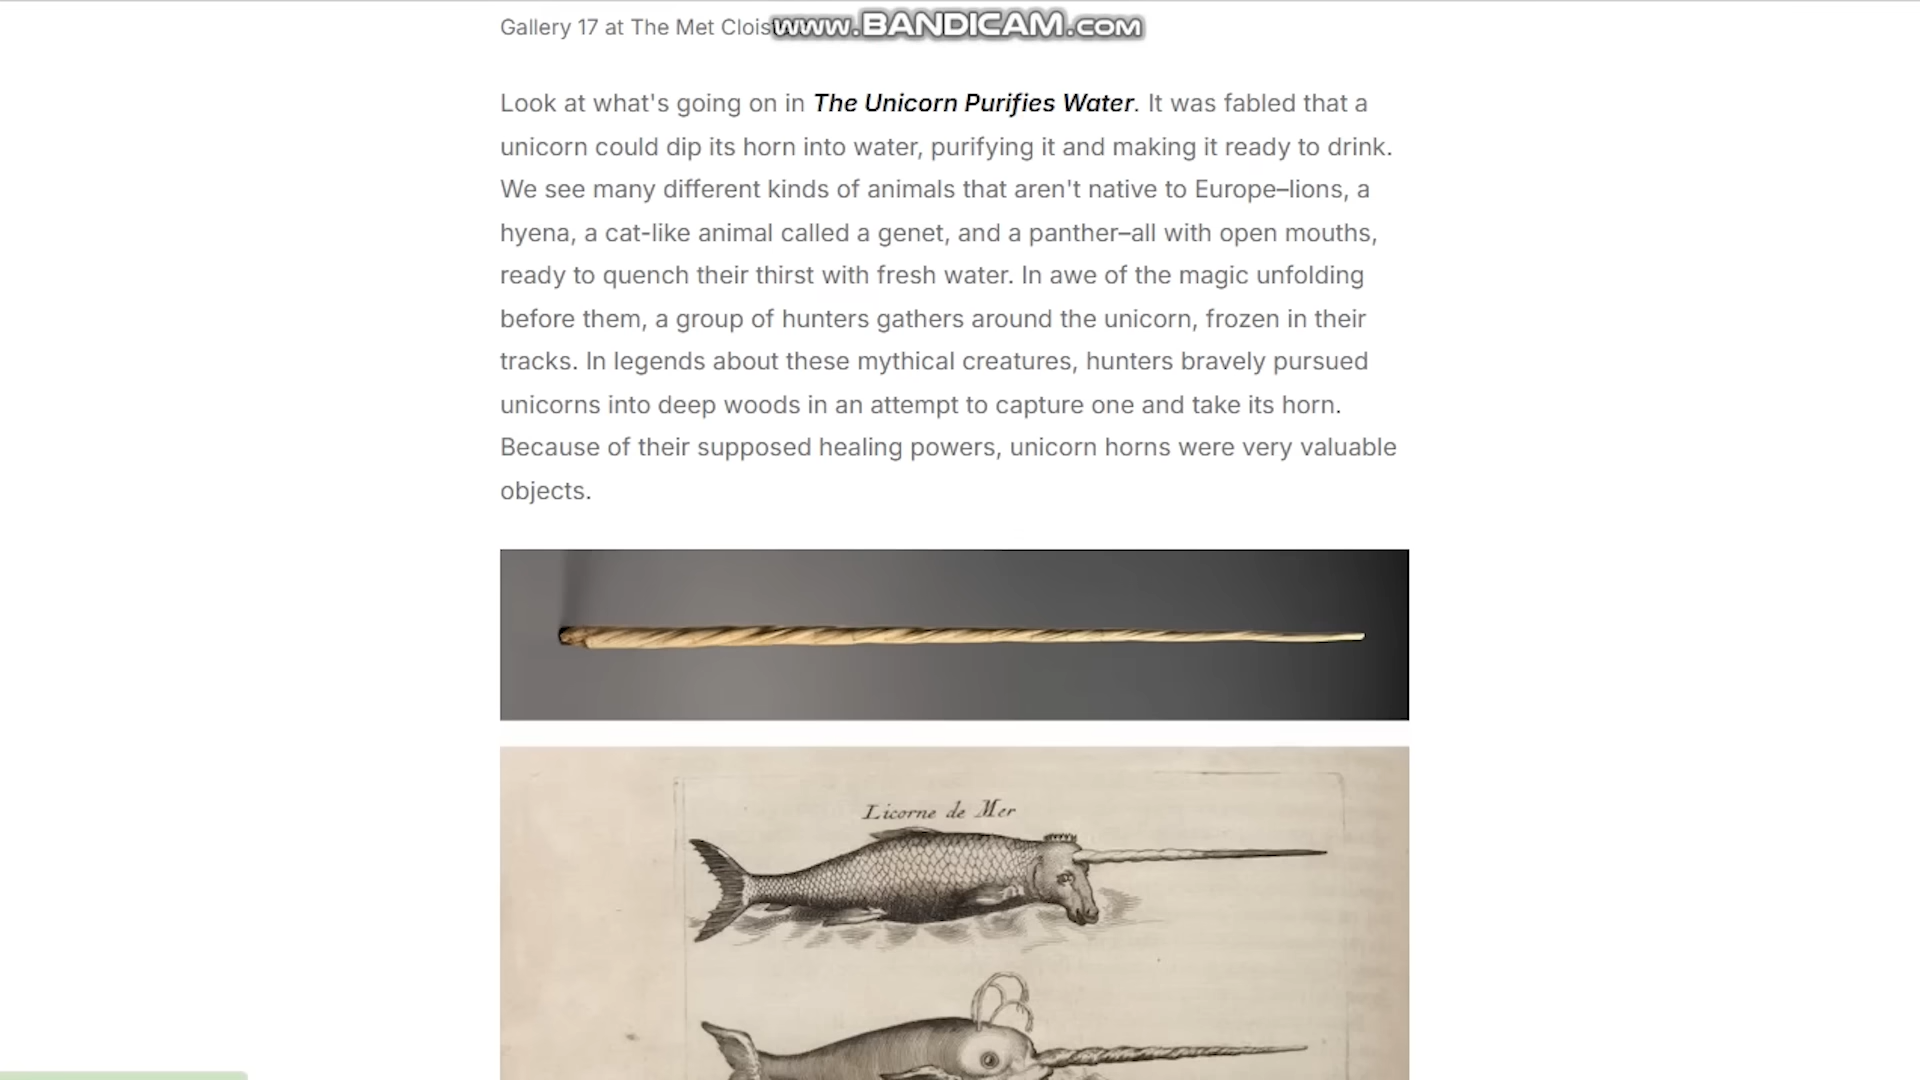 Gallery 17 at The Met Clois
www.BANDICAM.com
Look at what's going on in The Unicorn Purifies Water. It was fabled that a
unicorn could dip its horn into water, purifying it and making it ready to drink.
We see many different kinds of animals that aren't native to Europe–lions, a
hyena, a cat-like animal called a genet, and a panther–all with open mouths,
ready to quench their thirst with fresh water. In awe of the magic unfolding
before them, a group of hunters gathers around the unicorn, frozen in their
tracks. In legends about these mythical creatures, hunters bravely pursued
unicorns into deep woods in an attempt to capture one and take its horn.
Because of their supposed healing powers, unicorn horns were very valuable
objects.
Licorne de Mer